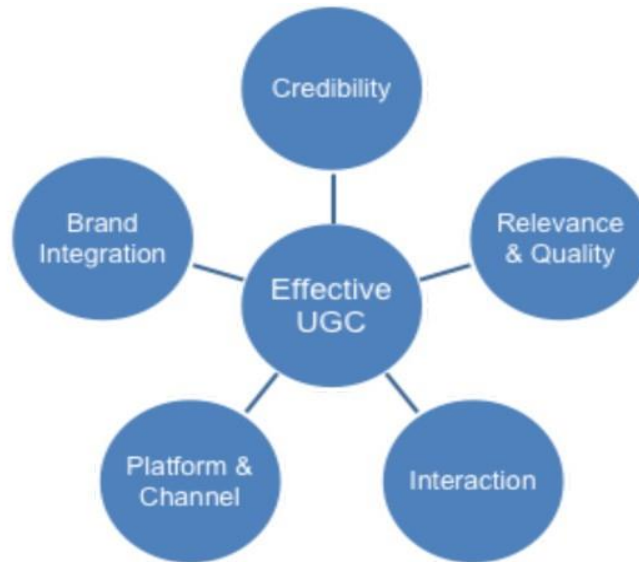 Credibility
Brand
Integration
Relevance
& Quality
Effective
UGC
Platform &
Channel
Interaction